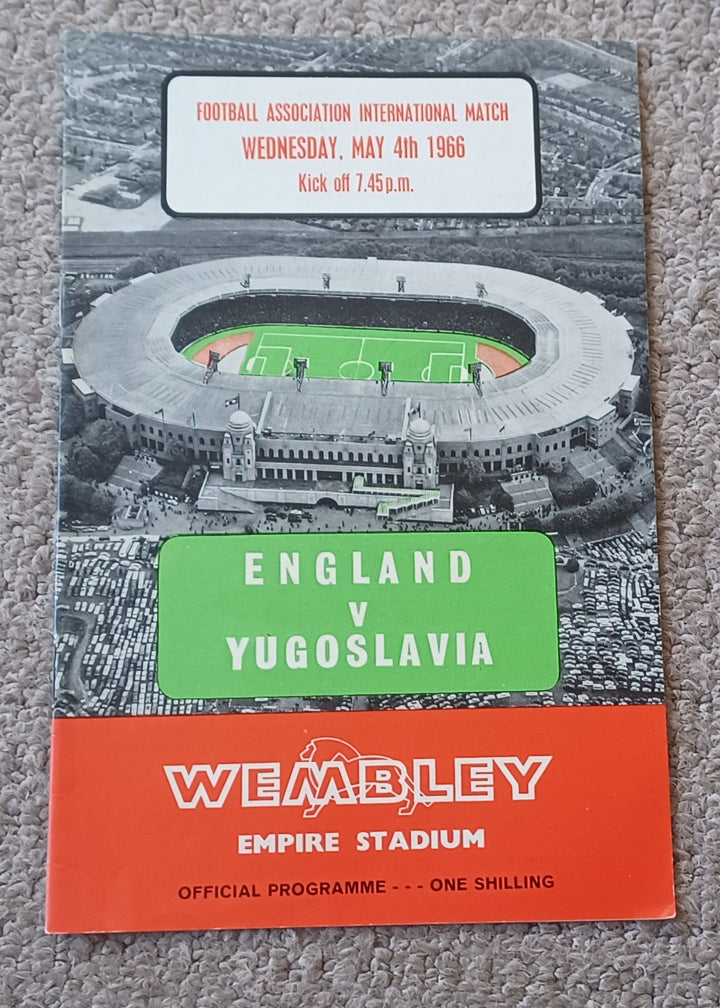 FOOTBALL ASSOCIATION INTERNATIONAL MATCH
WEDNESDAY, MAY 4th 1966
Kick off 7.45 p.m.
ENGLAND
V
YUGOSLAVIA
WEMBLEY
EMPIRE STADIUM
OFFICIAL PROGRAMME - - - ONE SHILLING